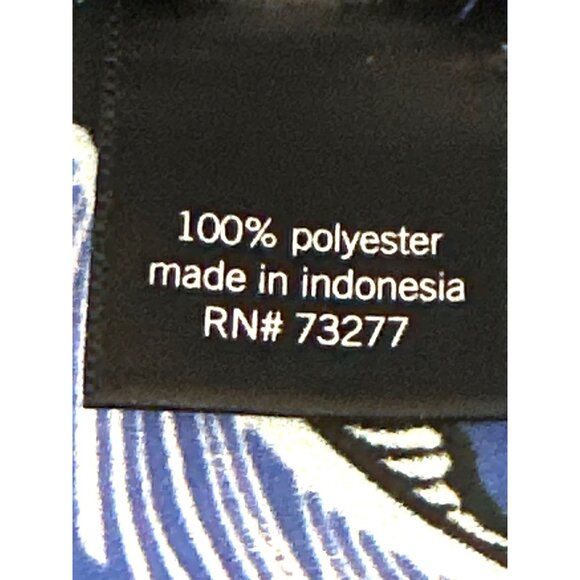 100% polyester
made in indonesia
RN# 73277